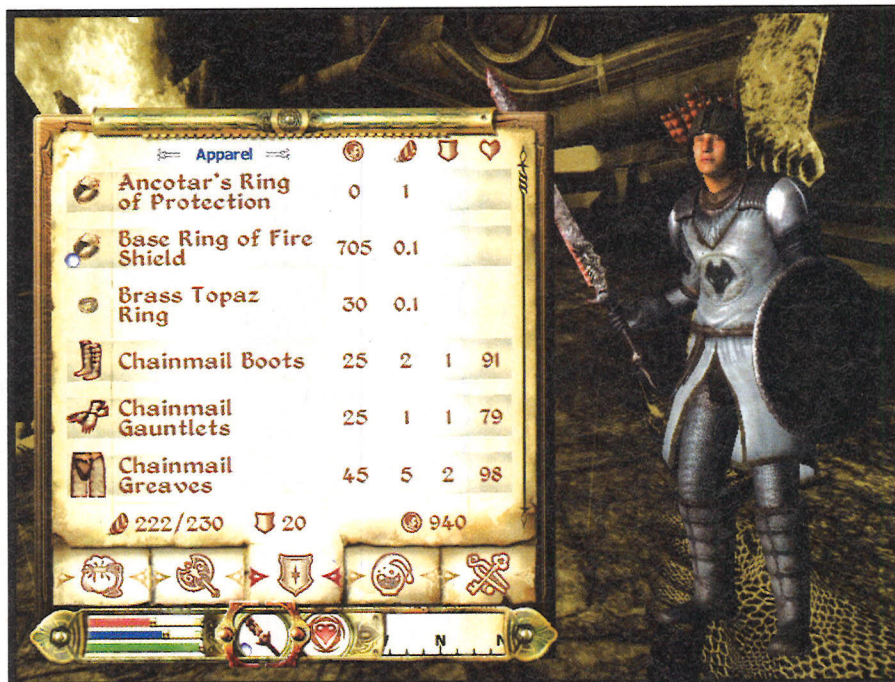 Apparel
Ancotar's Ring
of Protection 0 1
Base Ring of Fire
Shield 705 0.1
Brass Topaz
Ring 30 0.1
Chainmail Boots 25 2 1 91
Chainmail
Gauntlets 25 1 1 79
Chainmail
Greaves 45 5 2 98
222/230 20 940
N